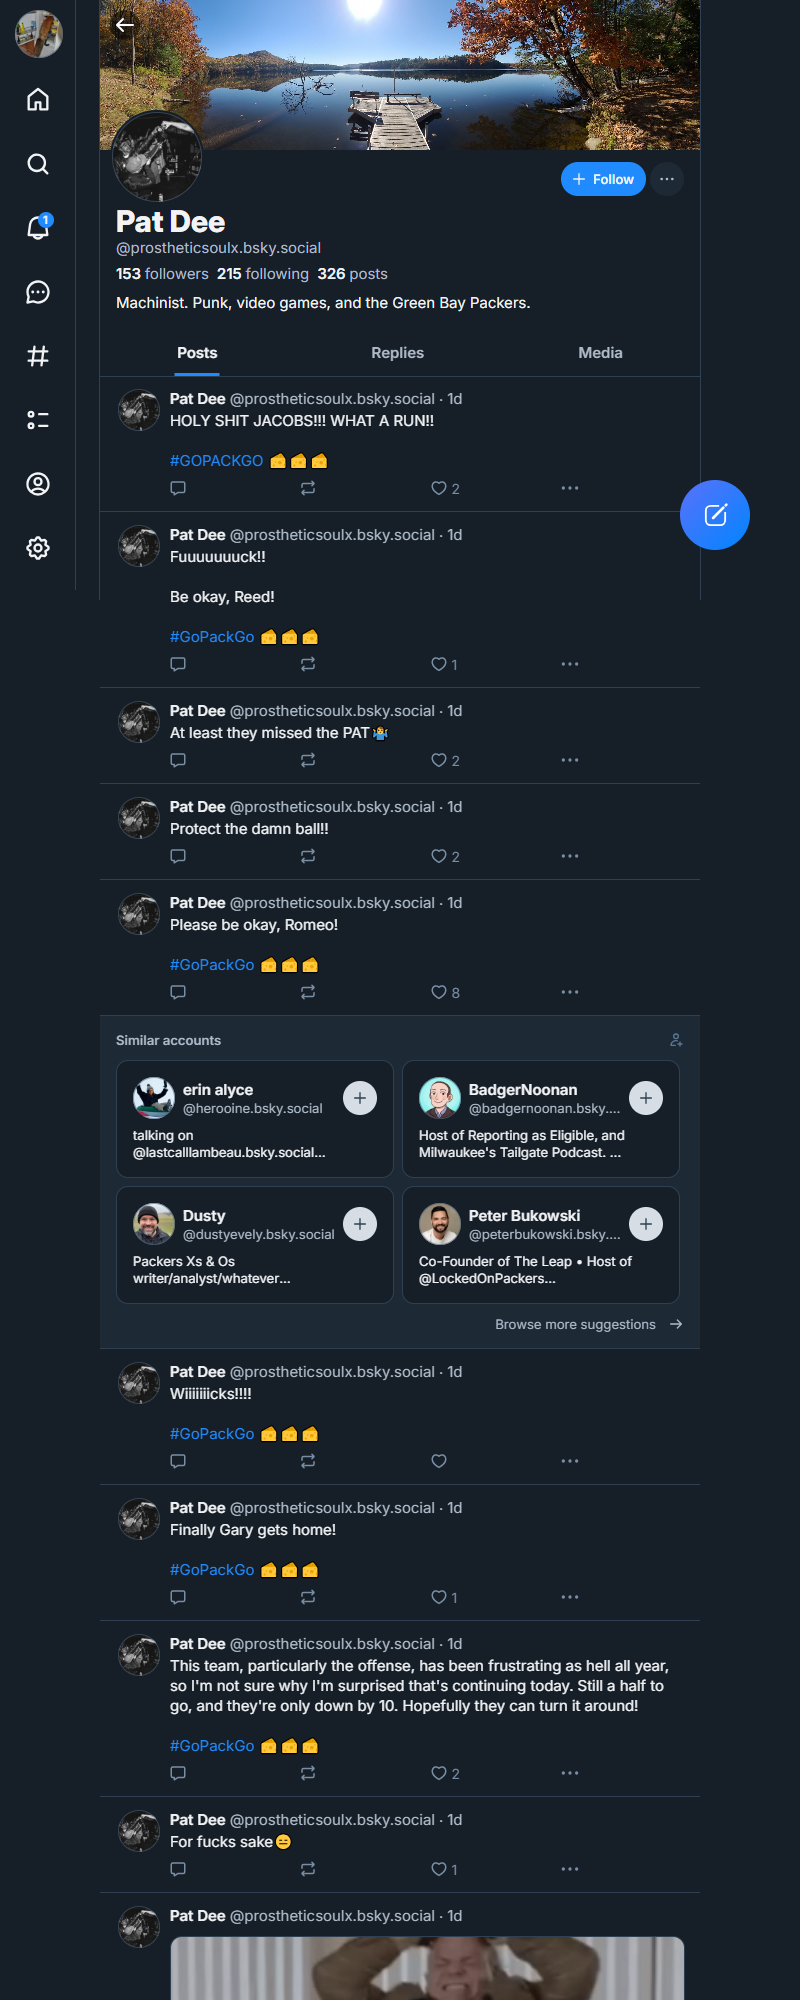 1
+ Follow
Pat Dee
@prostheticsoulx.bsky.social
153 followers 215 following 326 posts
Machinist. Punk, video games, and the Green Bay Packers.
Posts Replies Media
Pat Dee @prostheticsoulx.bsky.social · 1d
HOLY SHIT JACOBS!!! WHAT A RUN!!
#GOPACKGO 🧀🧀🧀
2
Pat Dee @prostheticsoulx.bsky.social · 1d
Fuuuuuuuck!!
Be okay, Reed!
#GoPackGo 🧀🧀🧀
1
Pat Dee @prostheticsoulx.bsky.social · 1d
At least they missed the PAT🤷
2
Pat Dee @prostheticsoulx.bsky.social · 1d
Protect the damn ball!!
2
Pat Dee @prostheticsoulx.bsky.social · 1d
Please be okay, Romeo!
#GoPackGo 🧀🧀🧀
8
Similar accounts
erin alyce
@herooine.bsky.social
talking on
@lastcalllambeau.bsky.social...
BadgerNoonan
@badgernoonan.bsky....
Host of Reporting as Eligible, and
Milwaukee's Tailgate Podcast. ...
Dusty
@dustyevely.bsky.social
Packers Xs & Os
writer/analyst/whatever...
Peter Bukowski
@peterbukowski.bsky....
Co-Founder of The Leap • Host of
@LockedOnPackers...
Browse more suggestions →
Pat Dee @prostheticsoulx.bsky.social · 1d
Wiiiiiiicks!!!!
#GoPackGo 🧀🧀🧀
Pat Dee @prostheticsoulx.bsky.social · 1d
Finally Gary gets home!
#GoPackGo 🧀🧀🧀
1
Pat Dee @prostheticsoulx.bsky.social · 1d
This team, particularly the offense, has been frustrating as hell all year,
so I'm not sure why I'm surprised that's continuing today. Still a half to
go, and they're only down by 10. Hopefully they can turn it around!
#GoPackGo 🧀🧀🧀
2
Pat Dee @prostheticsoulx.bsky.social · 1d
For fucks sake😑
1
Pat Dee @prostheticsoulx.bsky.social · 1d